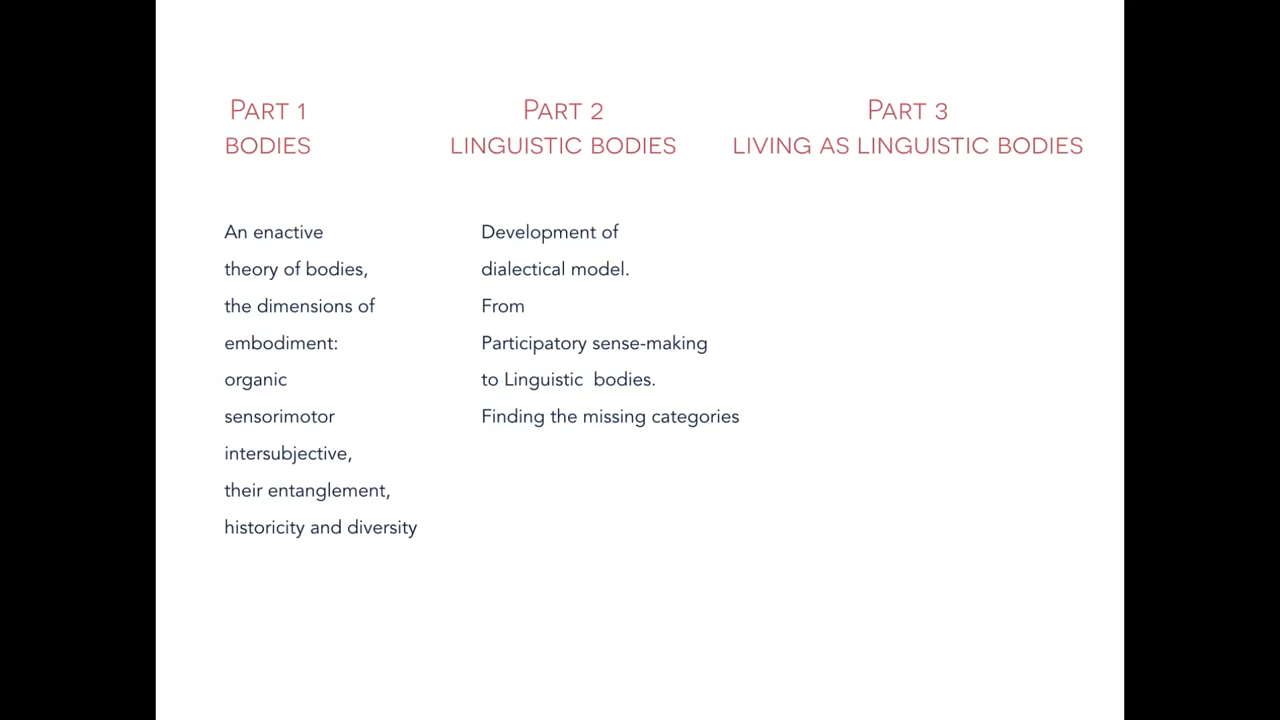 Part 1
BODIES
Part 2
LINGUISTIC BODIES
Part 3
LIVING AS LINGUISTIC BODIES
An enactive
theory of bodies,
the dimensions of
embodiment:
organic
sensorimotor
intersubjective,
their entanglement,
historicity and diversity
Development of
dialectical model.
From
Participatory sense-making
to Linguistic  bodies.
Finding the missing categories